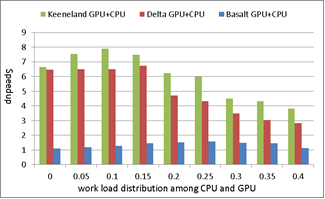 Keeneland GPU+CPU Delta GPU+CPU Basalt GPU+CPU
9
8
7
6
5
4
3
2
1
0
Speedup
0 0.05 0.1 0.15 0.2 0.25 0.3 0.35 0.4
work load distribution among CPU and GPU